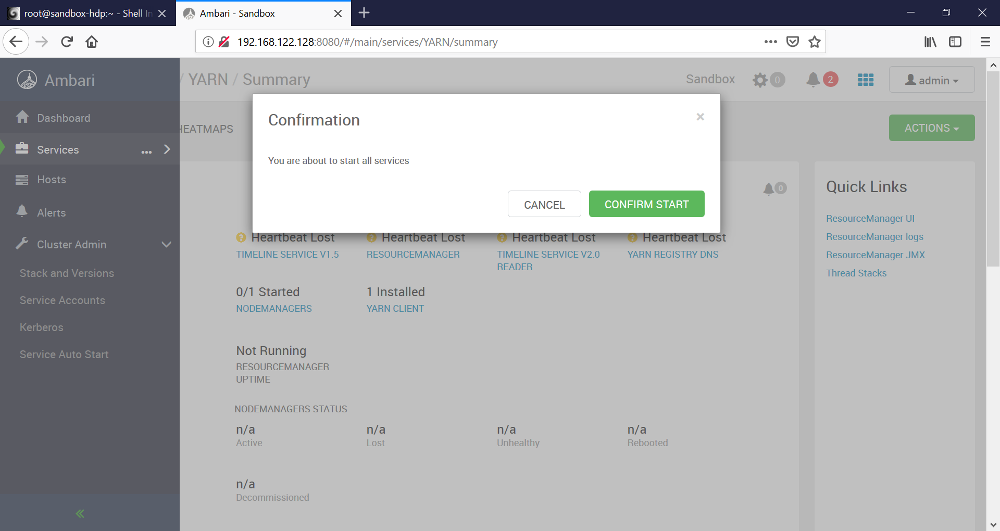 root@sandbox-hdp:~ - Shell In
Ambari - Sandbox
192.168.122.128:8080/#/main/services/YARN/summary
Ambari
/ YARN / Summary
Sandbox
0
2
admin
Dashboard
Services
Hosts
Alerts
Cluster Admin
Stack and Versions
Service Accounts
Kerberos
Service Auto Start
HEATMAPS
ACTIONS
Confirmation
×
You are about to start all services
CANCEL
CONFIRM START
0
Heartbeat Lost
TIMELINE SERVICE V1.5
Heartbeat Lost
RESOURCEMANAGER
Heartbeat Lost
TIMELINE SERVICE V2.0
READER
Heartbeat Lost
YARN REGISTRY DNS
0/1 Started
NODEMANAGERS
1 Installed
YARN CLIENT
Not Running
RESOURCEMANAGER
UPTIME
NODEMANAGERS STATUS
n/a
Active
n/a
Lost
n/a
Unhealthy
n/a
Rebooted
n/a
Decommissioned
Quick Links
ResourceManager UI
ResourceManager logs
ResourceManager JMX
Thread Stacks